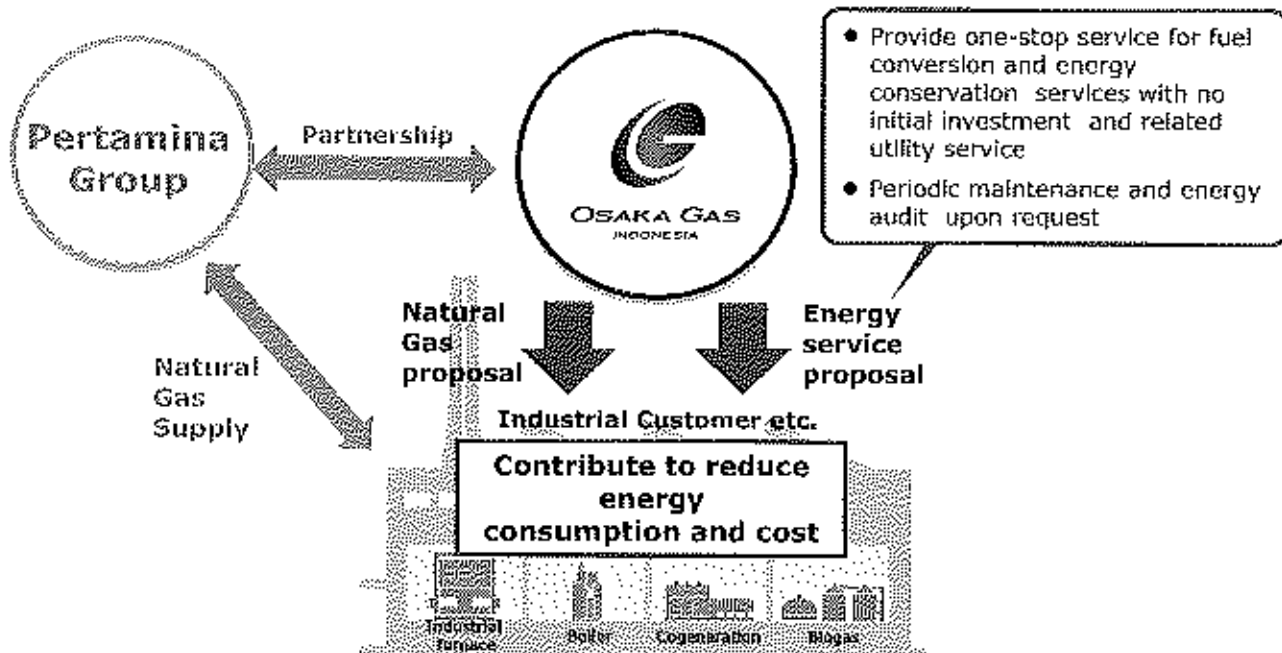 Pertamina
Group
Partnership
OSAKA GAS
INDONESIA
● Provide one-stop service for fuel
conversion and energy
conservation services with no
initial investment and related
utility service
● Periodic maintenance and energy
audit upon request
Natural
Gas
Supply
Natural
Gas
proposal
Energy
service
proposal
Industrial Customer etc.
Contribute to reduce
energy
consumption and cost
Industrial
furnace
Boiler
Cogeneration
Biogas